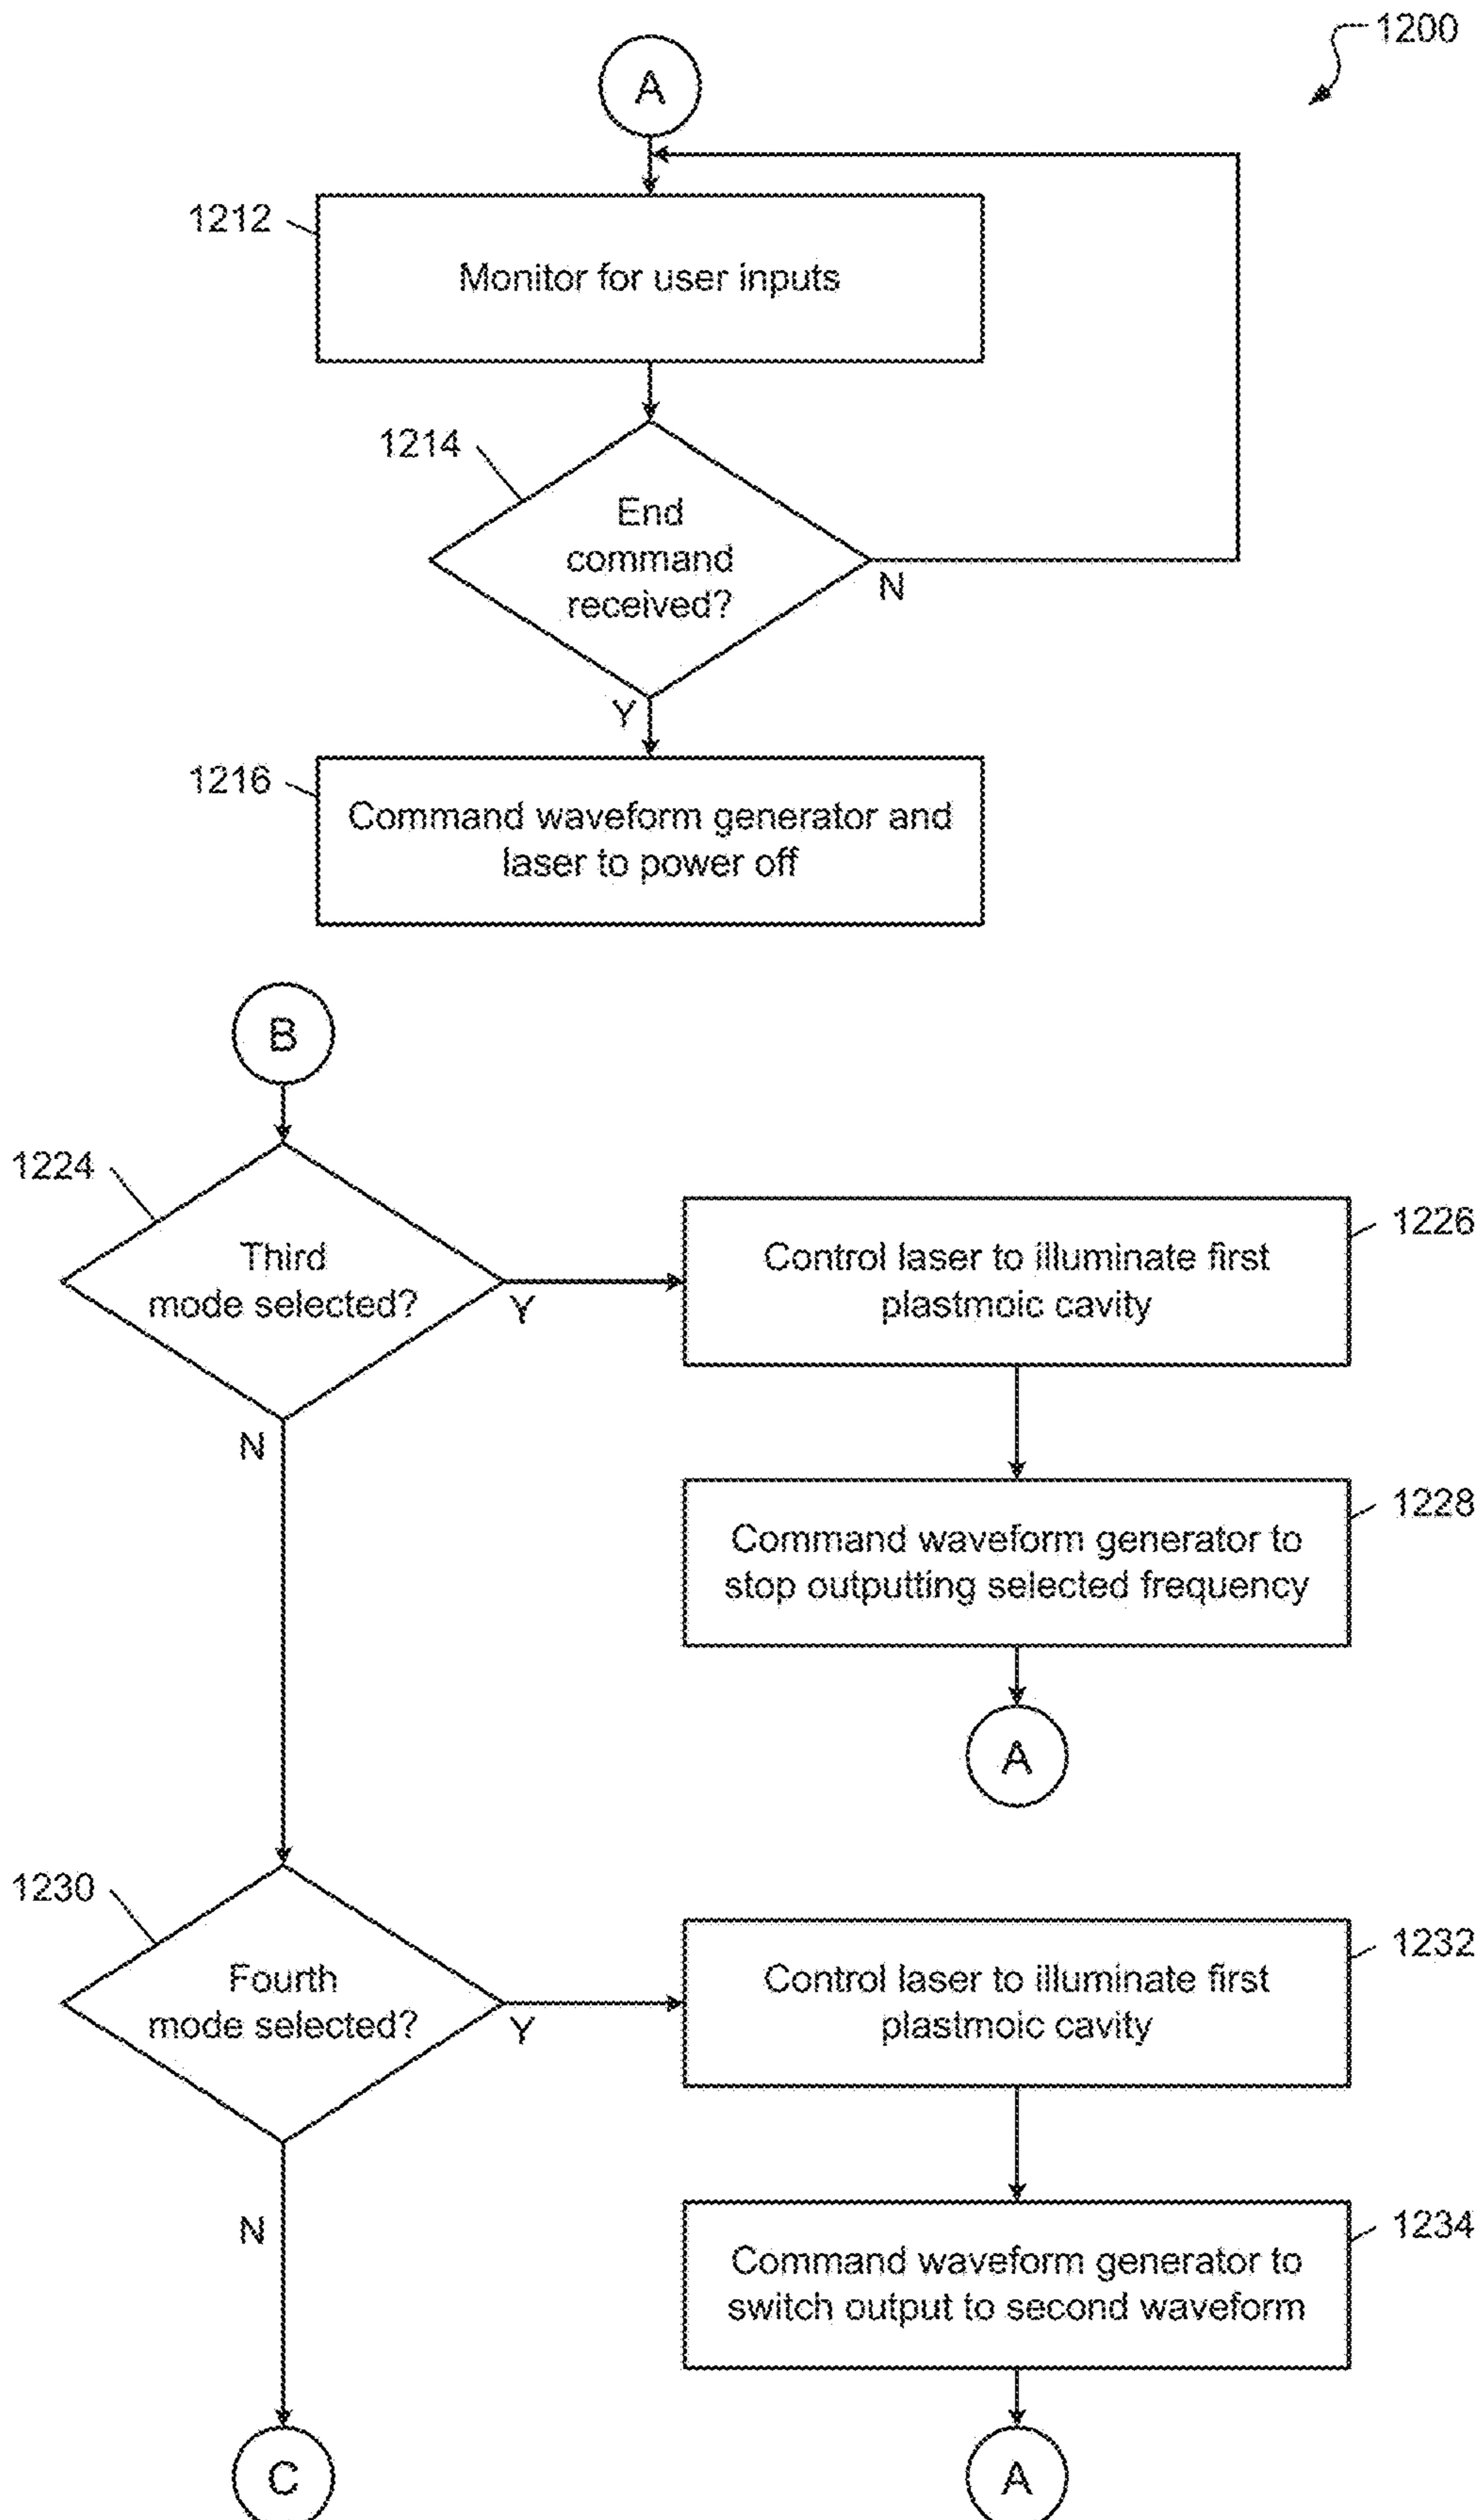 1200
A
1212
Monitor for user inputs
1214
End
command
received?
N
Y
1216
Command waveform generator and
laser to power off
B
1224
Third
mode selected?
Y
N
1226
Control laser to illuminate first
plastmoic cavity
1228
Command waveform generator to
stop outputting selected frequency
A
1230
Fourth
mode selected?
Y
N
1232
Control laser to illuminate first
plastmoic cavity
1234
Command waveform generator to
switch output to second waveform
C
A